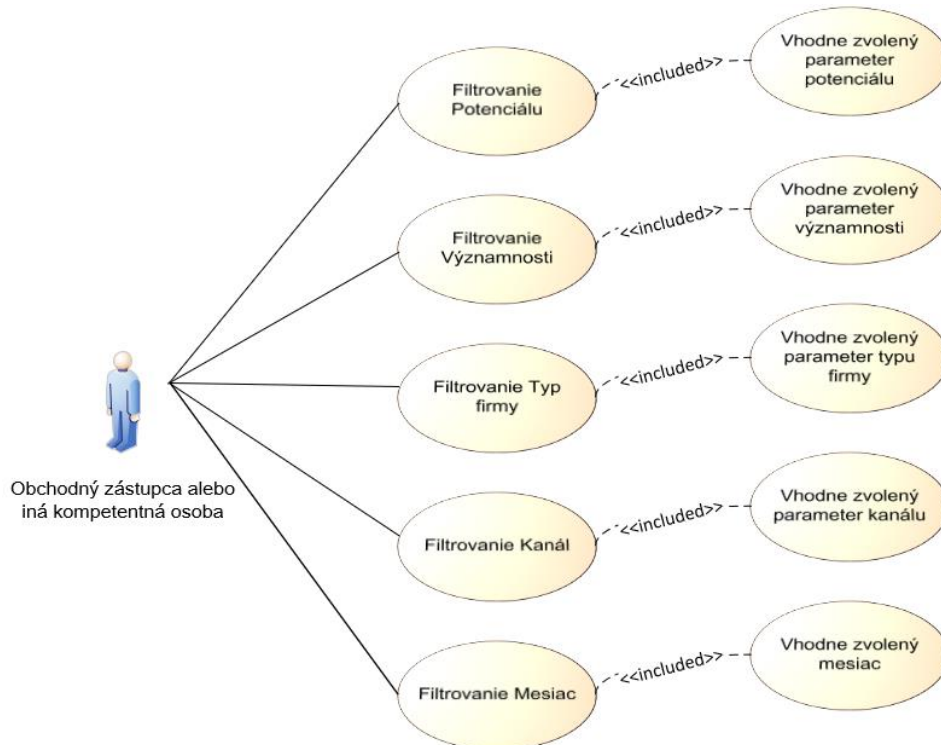 Filtrovanie
Potenciálu
<<included>>
Vhodne zvolený
parameter
potenciálu
Filtrovanie
Významnosti
<<included>>
Vhodne zvolený
parameter
významnosti
Filtrovanie Typ
firmy
<<included>>
Vhodne zvolený
parameter typu
firmy
Obchodný zástupca alebo
iná kompetentná osoba
Filtrovanie Kanál
<<included>>
Vhodne zvolený
parameter kanálu
Filtrovanie Mesiac
<<included>>
Vhodne zvolený
mesiac